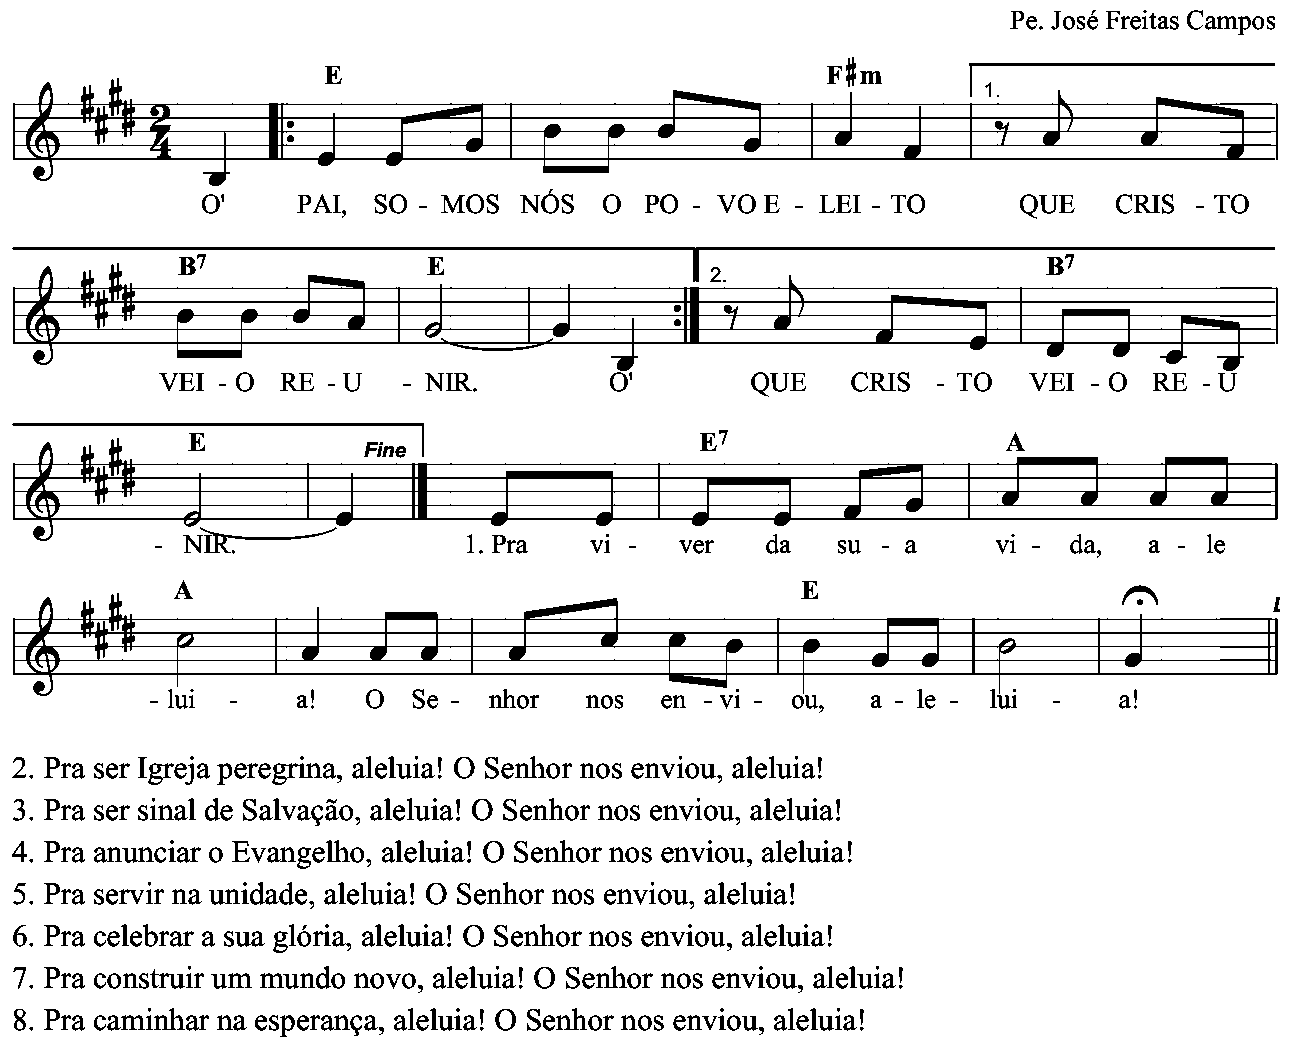 Pe. José Freitas Campos
E F#m 1.
2/4
O' PAI, SO - MOS NÓS O PO - VO E - LEI - TO QUE CRIS - TO
B7 E 2. B7
VEI - O RE - U - NIR. O' QUE CRIS - TO VEI - O RE - U
E Fine E7 A
- NIR. 1. Pra vi - ver da su - a vi - da, a - le
A E
- lui - a! O Se - nhor nos en - vi - ou, a - le - lui - a!
2. Pra ser Igreja peregrina, aleluia! O Senhor nos enviou, aleluia!
3. Pra ser sinal de Salvação, aleluia! O Senhor nos enviou, aleluia!
4. Pra anunciar o Evangelho, aleluia! O Senhor nos enviou, aleluia!
5. Pra servir na unidade, aleluia! O Senhor nos enviou, aleluia!
6. Pra celebrar a sua glória, aleluia! O Senhor nos enviou, aleluia!
7. Pra construir um mundo novo, aleluia! O Senhor nos enviou, aleluia!
8. Pra caminhar na esperança, aleluia! O Senhor nos enviou, aleluia!